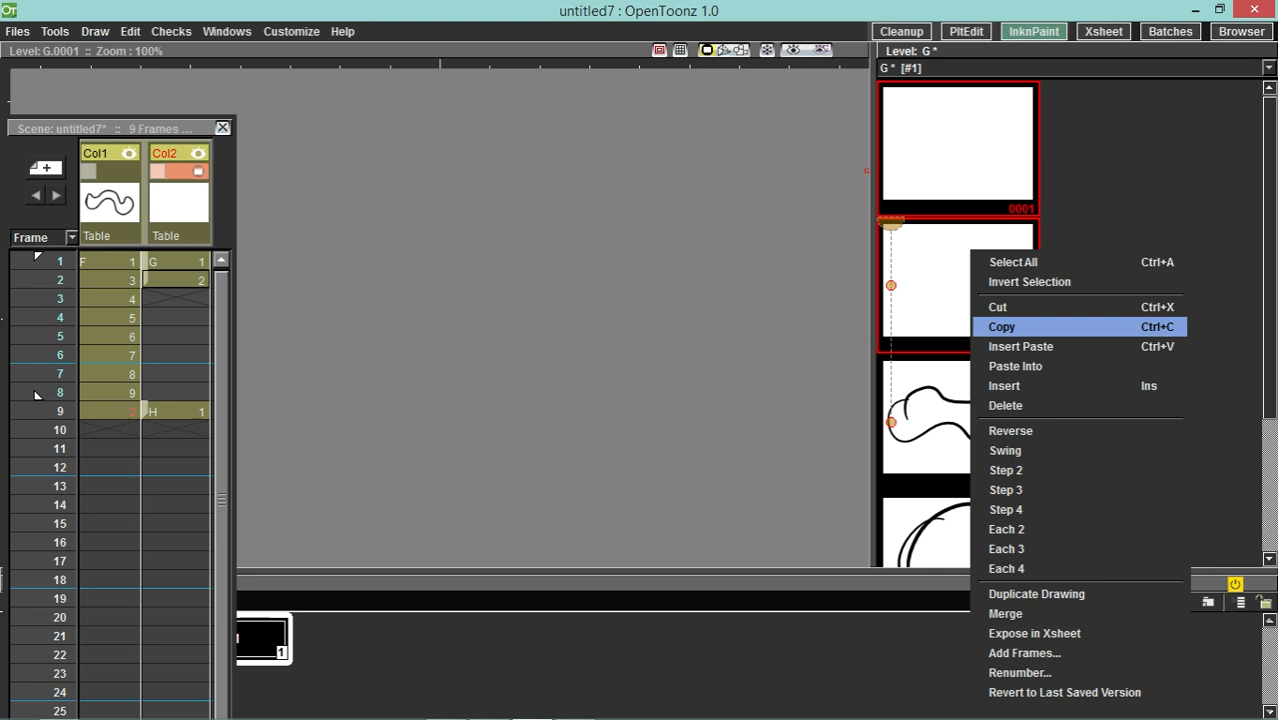 untitled7 : OpenToonz 1.0
Files Tools Draw Edit Checks Windows Customize Help
Cleanup PltEdit InknPaint Xsheet Batches Browser
Level: G.0001 :: Zoom : 100%
Level: G *
G * [#1]
Scene: untitled7* :: 9 Frames ...
Col1 Col2
0001
Table Table
Frame
1 F 1 G 1
2 3 2
3 4
4 5
5 6
6 7
7 8
8 9
9 2 H 1
10
11
12
13
14
15
16
17
18
19
20
21
22
23
24
25
Select All Ctrl+A
Invert Selection
Cut Ctrl+X
Copy Ctrl+C
Insert Paste Ctrl+V
Paste Into
Insert Ins
Delete
Reverse
Swing
Step 2
Step 3
Step 4
Each 2
Each 3
Each 4
Duplicate Drawing
Merge
Expose in Xsheet
Add Frames...
Renumber...
Revert to Last Saved Version
1